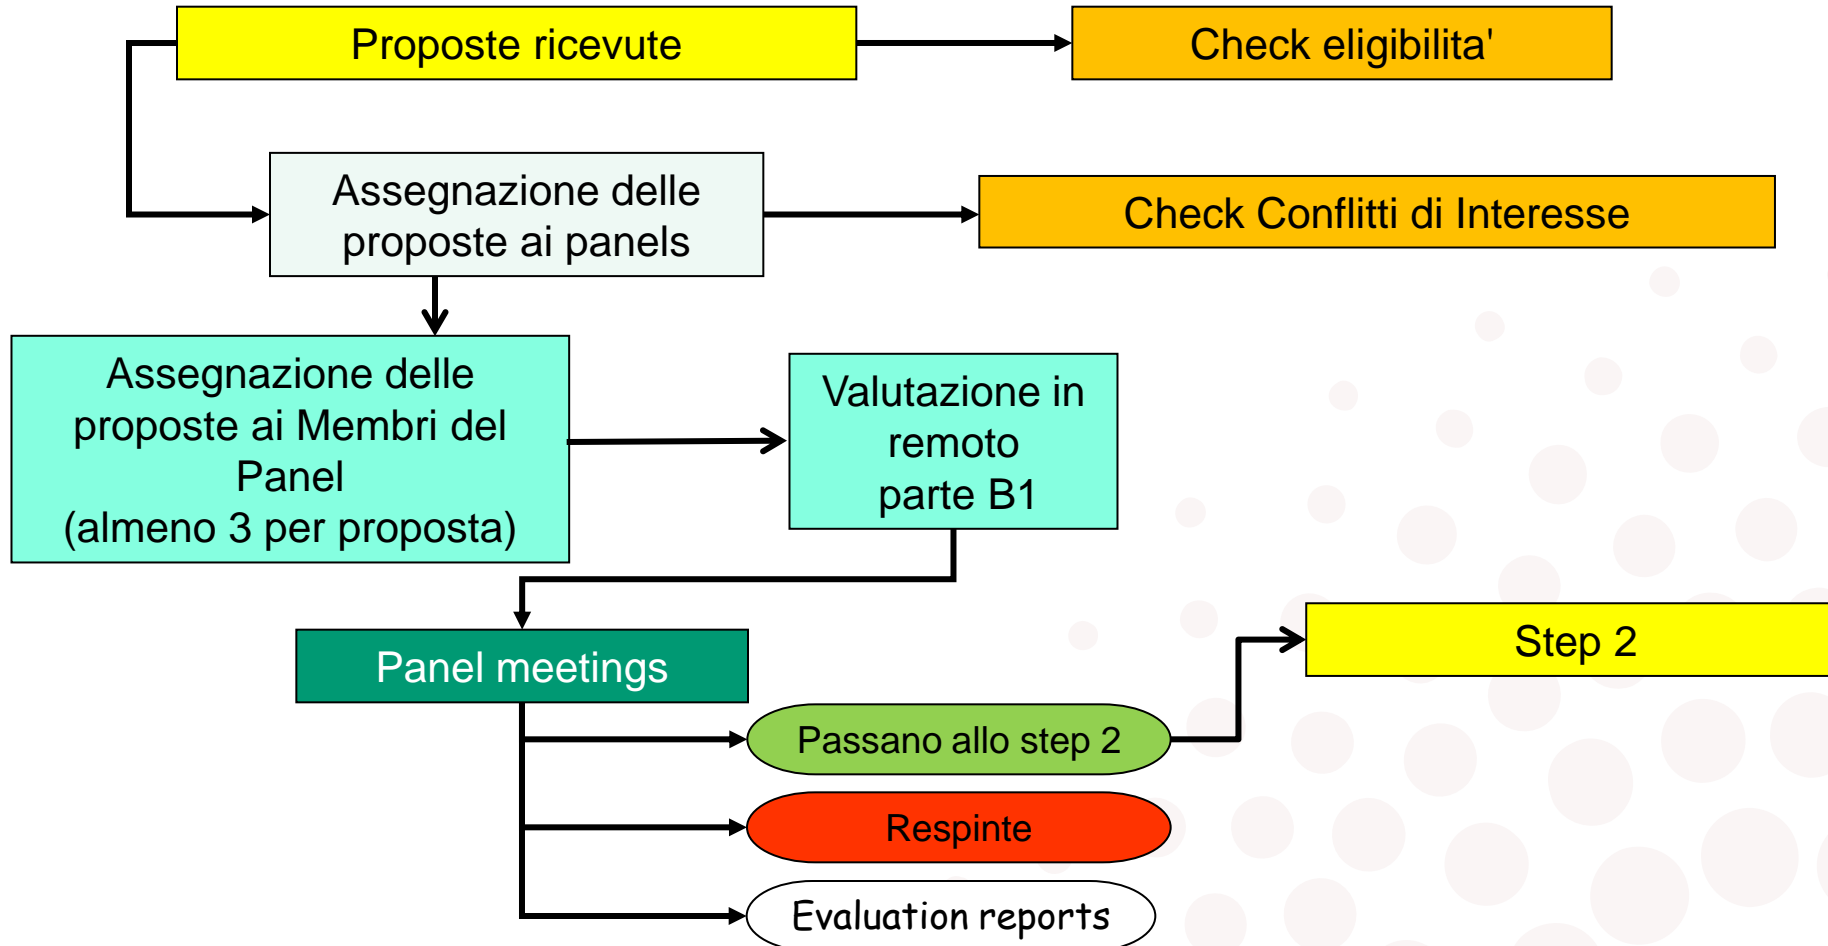 Proposte ricevute
Check eligibilita'
Assegnazione delle
proposte ai panels
Check Conflitti di Interesse
Assegnazione delle
proposte ai Membri del
Panel
(almeno 3 per proposta)
Valutazione in
remoto
parte B1
Panel meetings
Step 2
Passano allo step 2
Respinte
Evaluation reports